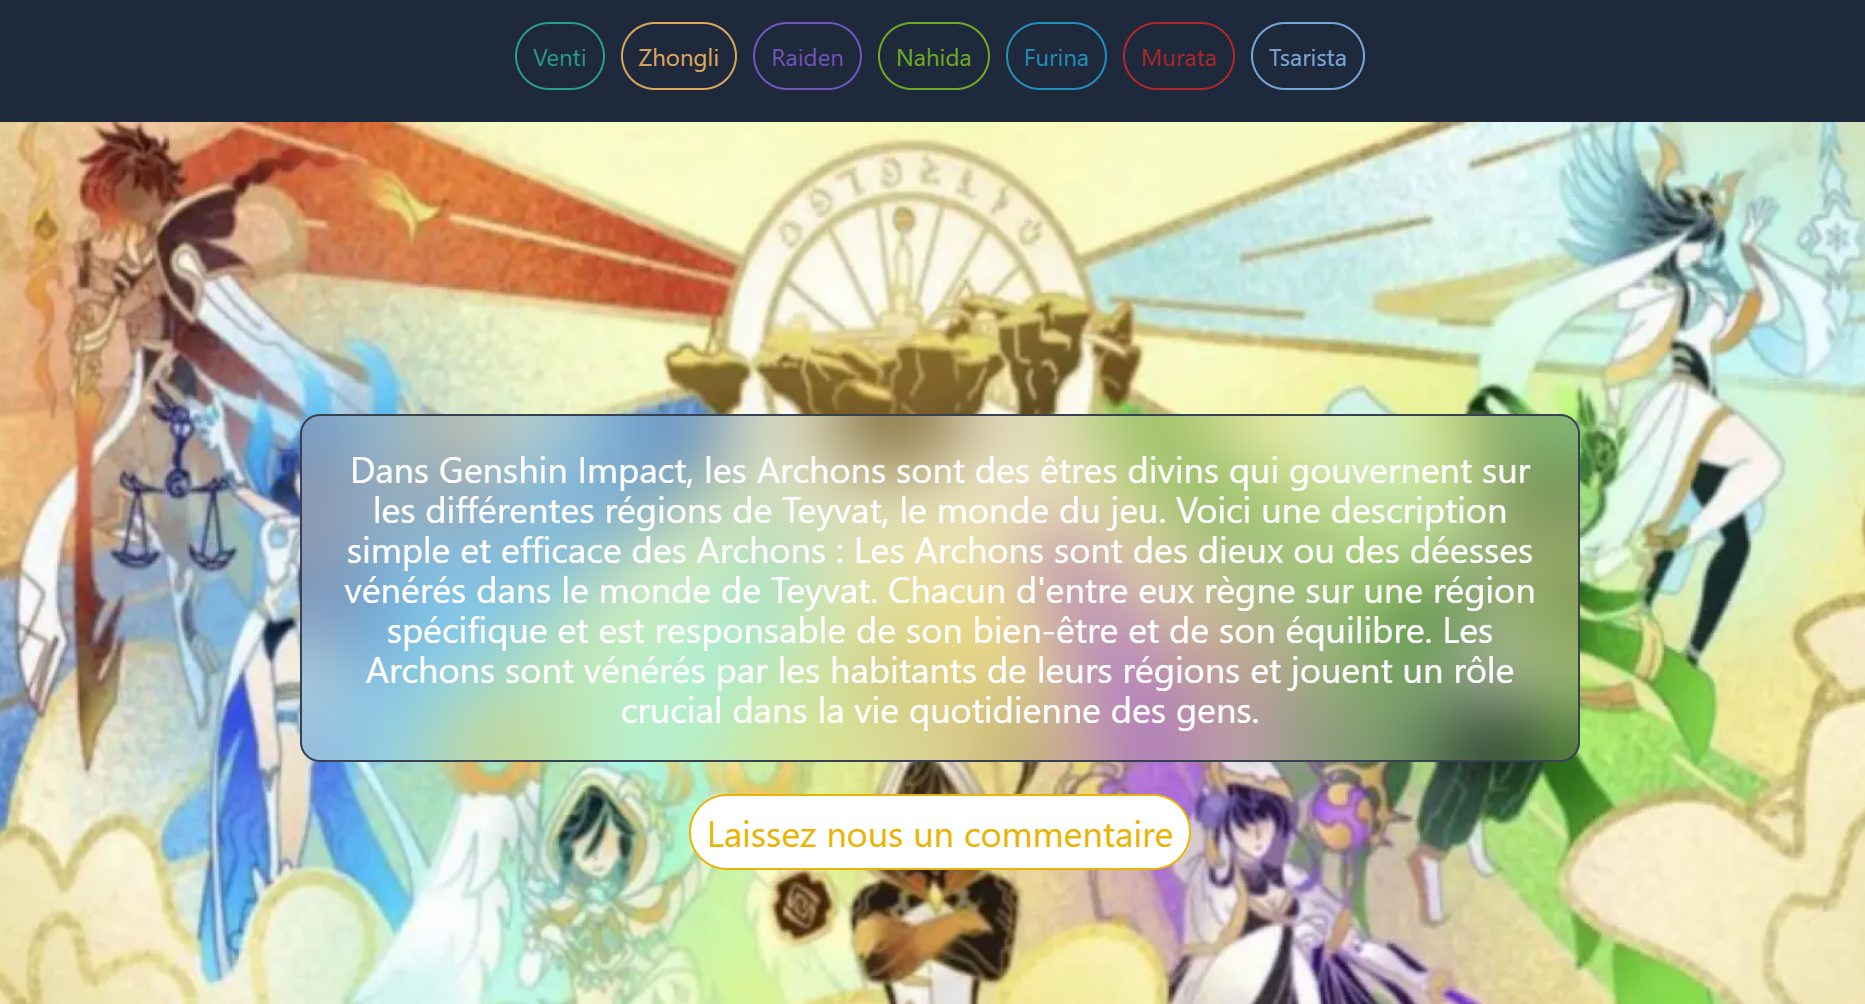 Venti Zhongli Raiden Nahida Furina Murata Tsarista
Dans Genshin Impact, les Archons sont des êtres divins qui gouvernent sur
les différentes régions de Teyvat, le monde du jeu. Voici une description
simple et efficace des Archons : Les Archons sont des dieux ou des déesses
vénérés dans le monde de Teyvat. Chacun d'entre eux règne sur une région
spécifique et est responsable de son bien-être et de son équilibre. Les
Archons sont vénérés par les habitants de leurs régions et jouent un rôle
crucial dans la vie quotidienne des gens.
Laissez nous un commentaire